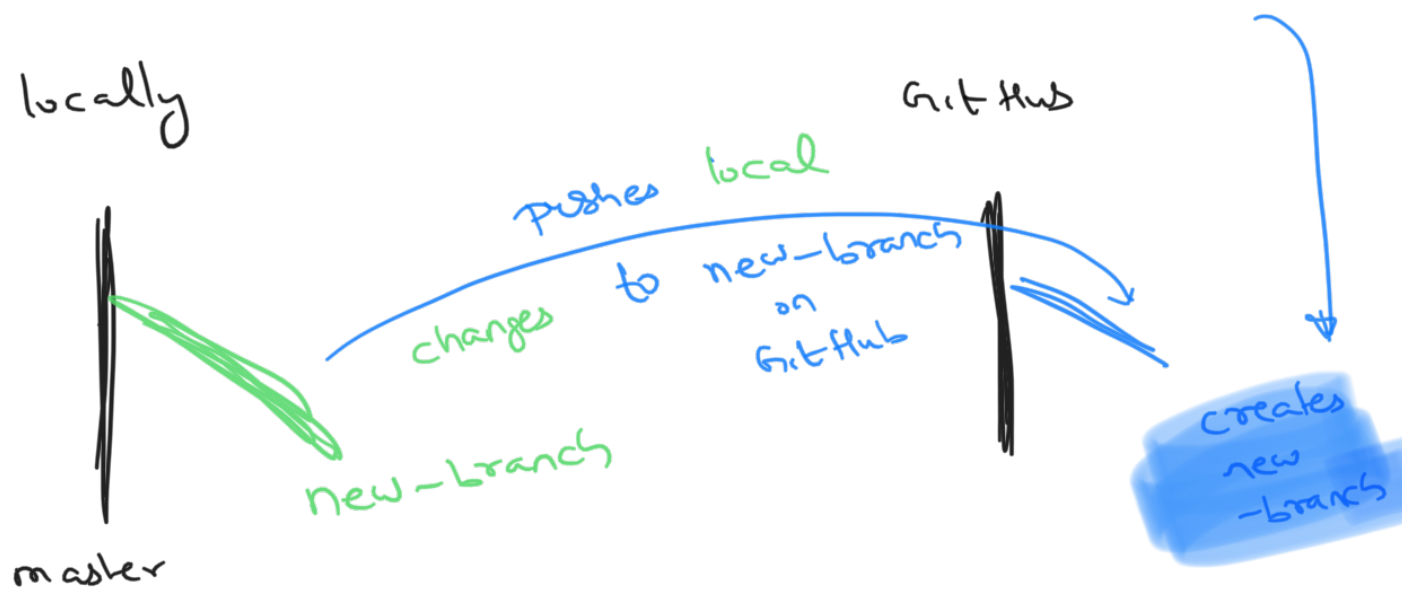 locally
GitHub
pushes local
changes to new-branch
on
GitHub
new-branch
master
creates
new
-branch